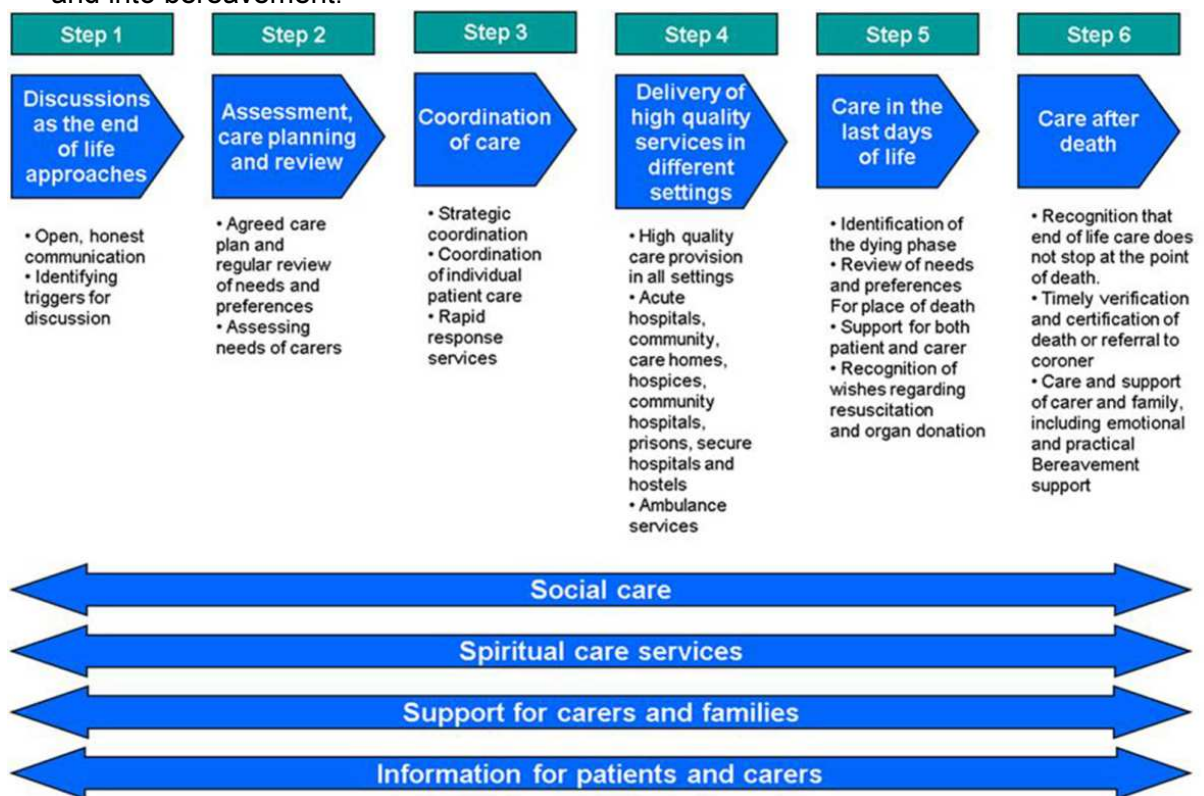 and into bereavement.
Step 1
Step 2
Step 3
Step 4
Step 5
Step 6
Discussions
as the end
of life
approaches
Assessment,
care planning
and review
Coordination
of care
Delivery of
high quality
services in
different
settings
Care in the
last days
of life
Care after
death
• Open, honest
communication
• Identifying
triggers for
discussion
• Agreed care
plan and
regular review
of needs and
preferences
• Assessing
needs of carers
• Strategic
coordination
• Coordination
of individual
patient care
• Rapid
response
services
• High quality
care provision
in all settings
• Acute
hospitals,
community,
care homes,
hospices,
community
hospitals,
prisons, secure
hospitals and
hostels
• Ambulance
services
• Identification of
the dying phase
• Review of needs
and preferences
For place of death
• Support for both
patient and carer
• Recognition of
wishes regarding
resuscitation
and organ donation
• Recognition that
end of life care does
not stop at the point
of death.
• Timely verification
and certification of
death or referral to
coroner
• Care and support
of carer and family,
including emotional
and practical
Bereavement
support
Social care
Spiritual care services
Support for carers and families
Information for patients and carers